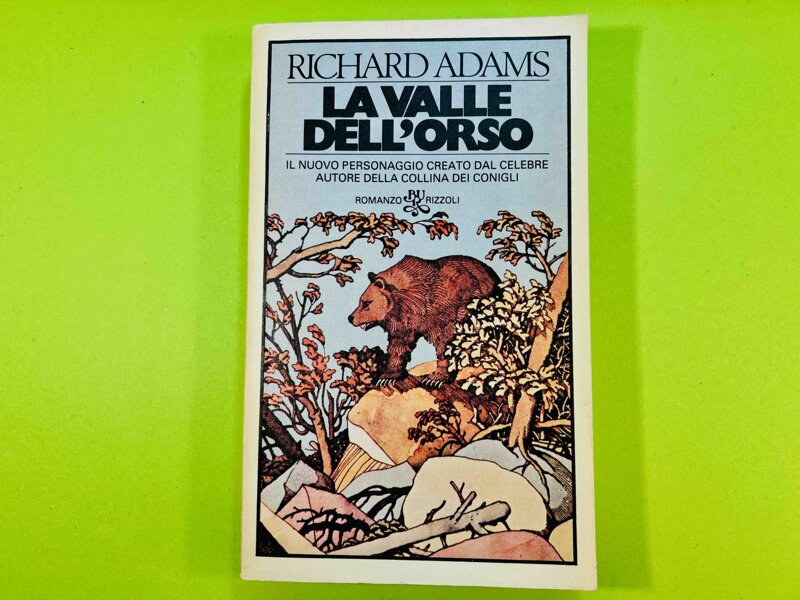 RICHARD ADAMS
LA VALLE
DELL'ORSO
IL NUOVO PERSONAGGIO CREATO DAL CELEBRE
AUTORE DELLA COLLINA DEI CONIGLI
ROMANZO BUR RIZZOLI